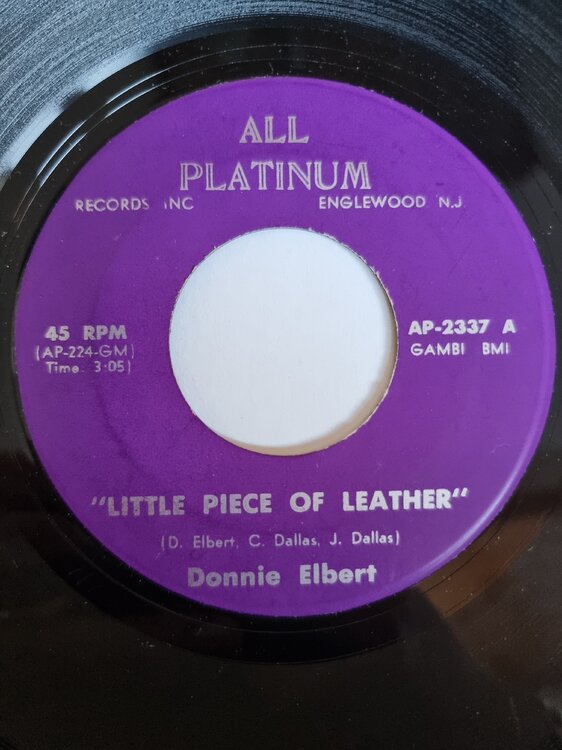 ALL
PLATINUM
RECORDS INC ENGLEWOOD N.J.
45 RPM
(AP-224-GM)
Time: 3:05)
AP-2337 A
GAMBI BMI
"LITTLE PIECE OF LEATHER"
(D. Elbert, C. Dallas, J. Dallas)
Donnie Elbert